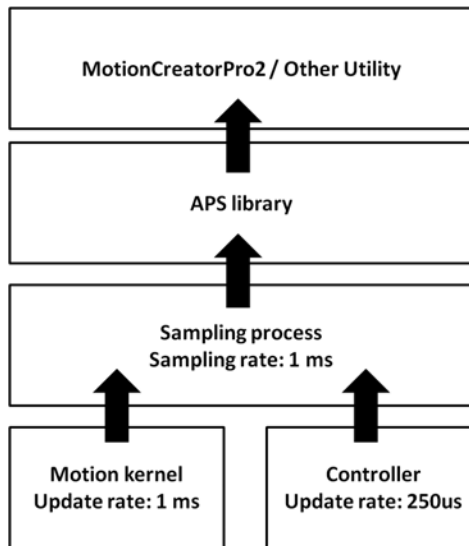 MotionCreatorPro2 / Other Utility
APS library
Sampling process
Sampling rate: 1 ms
Motion kernel
Update rate: 1 ms
Controller
Update rate: 250us